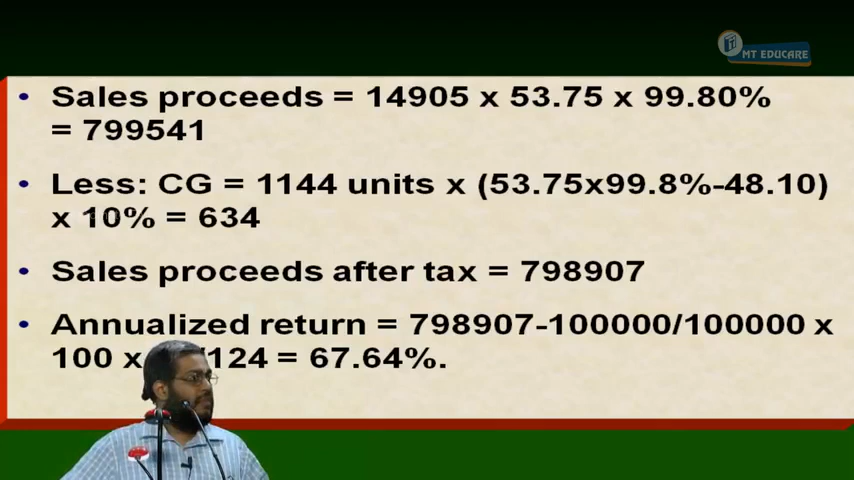 MT EDUCARE
• Sales proceeds = 14905 x 53.75 x 99.80%
= 799541
• Less: CG = 1144 units x (53.75x99.8%-48.10)
x 10% = 634
• Sales proceeds after tax = 798907
• Annualized return = 798907-100000/100000 x
100 x /124 = 67.64%.